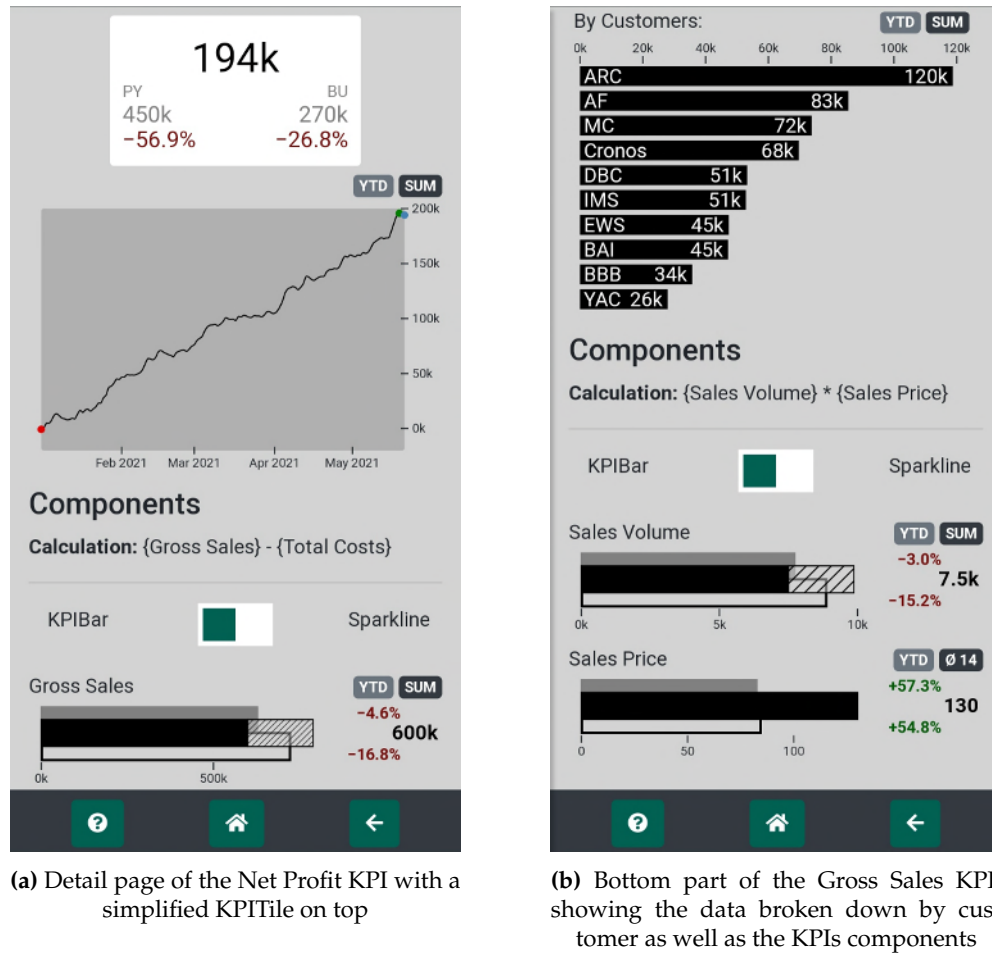 194k
PY
BU
450k
270k
−56.9%
−26.8%
YTD SUM
200k
150k
100k
50k
0k
Feb 2021 Mar 2021 Apr 2021 May 2021
Components
Calculation: {Gross Sales} - {Total Costs}
KPIBar
Sparkline
Gross Sales
YTD SUM
−4.6%
600k
−16.8%
0k 500k
(a) Detail page of the Net Profit KPI with a
simplified KPITile on top
By Customers:
YTD SUM
0k 20k 40k 60k 80k 100k 120k
ARC 120k
AF 83k
MC 72k
Cronos 68k
DBC 51k
IMS 51k
EWS 45k
BAI 45k
BBB 34k
YAC 26k
Components
Calculation: {Sales Volume} * {Sales Price}
KPIBar
Sparkline
Sales Volume
YTD SUM
−3.0%
7.5k
−15.2%
0k 5k 10k
Sales Price
YTD Ø 14
+57.3%
130
+54.8%
0 50 100
(b) Bottom part of the Gross Sales KPI
showing the data broken down by cus
tomer as well as the KPIs components